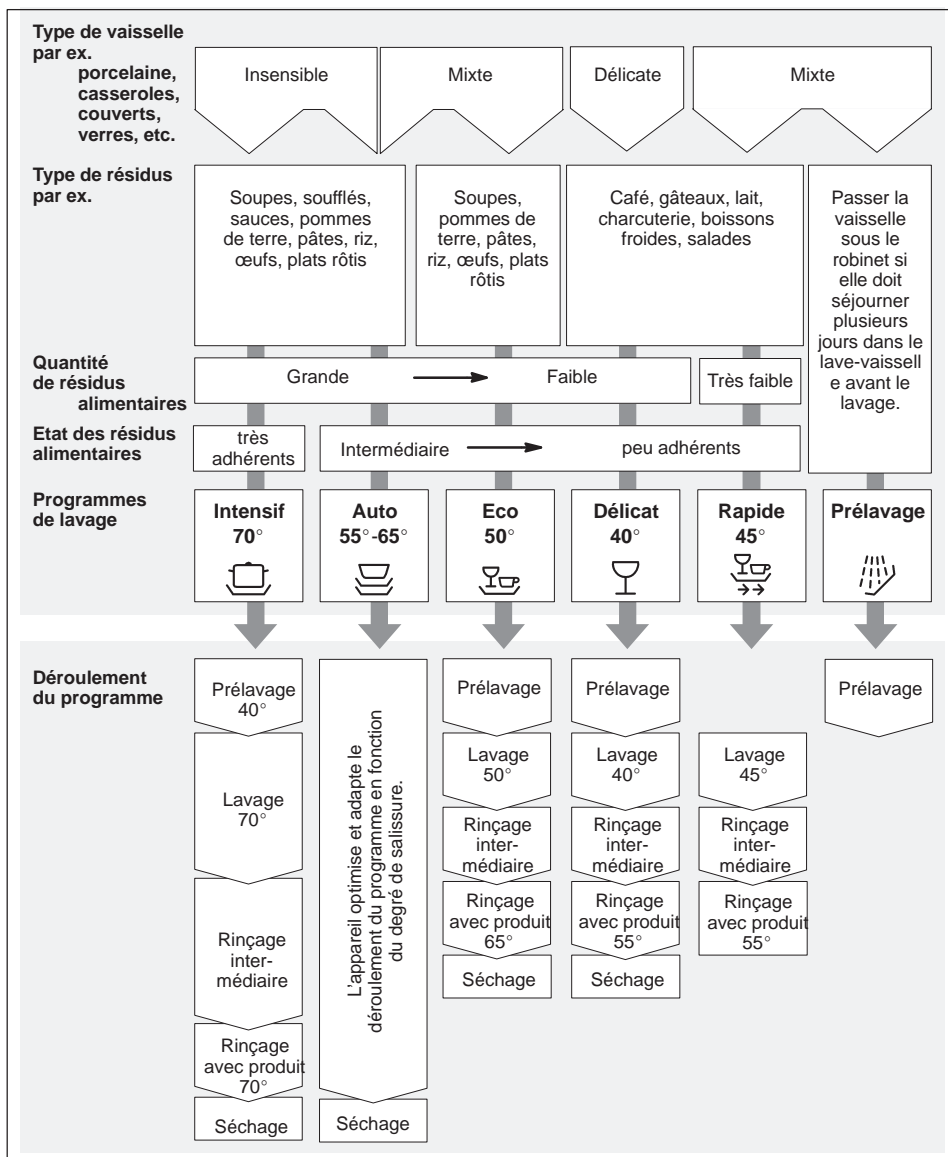 Type de vaisselle
par ex.
porcelaine,
casseroles,
couverts,
verres, etc.
Insensible
Mixte
Délicate
Mixte
Type de résidus
par ex.
Soupes, soufflés,
sauces, pommes
de terre, pâtes, riz,
œufs, plats rôtis
Soupes,
pommes de
terre, pâtes,
riz, œufs, plats
rôtis
Café, gâteaux, lait,
charcuterie, boissons
froides, salades
Passer la
vaisselle
sous le
robinet si
elle doit
séjourner
plusieurs
jours dans le
lave-vaissell
e avant le
lavage.
Quantité
de résidus
alimentaires
Grande
Faible
Très faible
Etat des résidus
alimentaires
très
adhérents
Intermédiaire
peu adhérents
Programmes
de lavage
Intensif
70°
Auto
55°-65°
Eco
50°
Délicat
40°
Rapide
45°
Prélavage
Déroulement
du programme
Prélavage
40°
Lavage
70°
Rinçage
inter-
médiaire
Rinçage
avec produit
70°
Séchage
L'appareil optimise et adapte le
déroulement du programme en fonction
du degré de salissure.
Séchage
Prélavage
Lavage
50°
Rinçage
inter-
médiaire
Rinçage
avec produit
65°
Séchage
Prélavage
Lavage
40°
Rinçage
inter-
médiaire
Rinçage
avec produit
55°
Séchage
Lavage
45°
Rinçage
inter-
médiaire
Rinçage
avec produit
55°
Prélavage